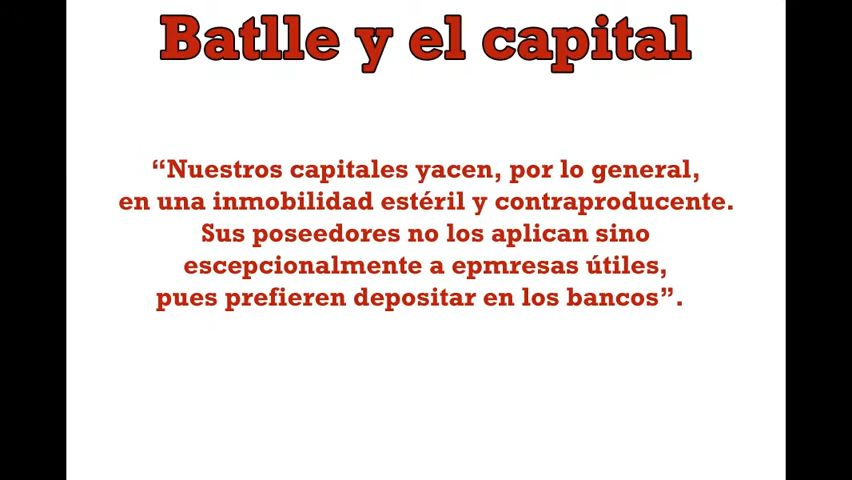 Batlle y el capital
“Nuestros capitales yacen, por lo general,
en una inmobilidad estéril y contraproducente.
Sus poseedores no los aplican sino
escepcionalmente a epmresas útiles,
pues prefieren depositar en los bancos”.